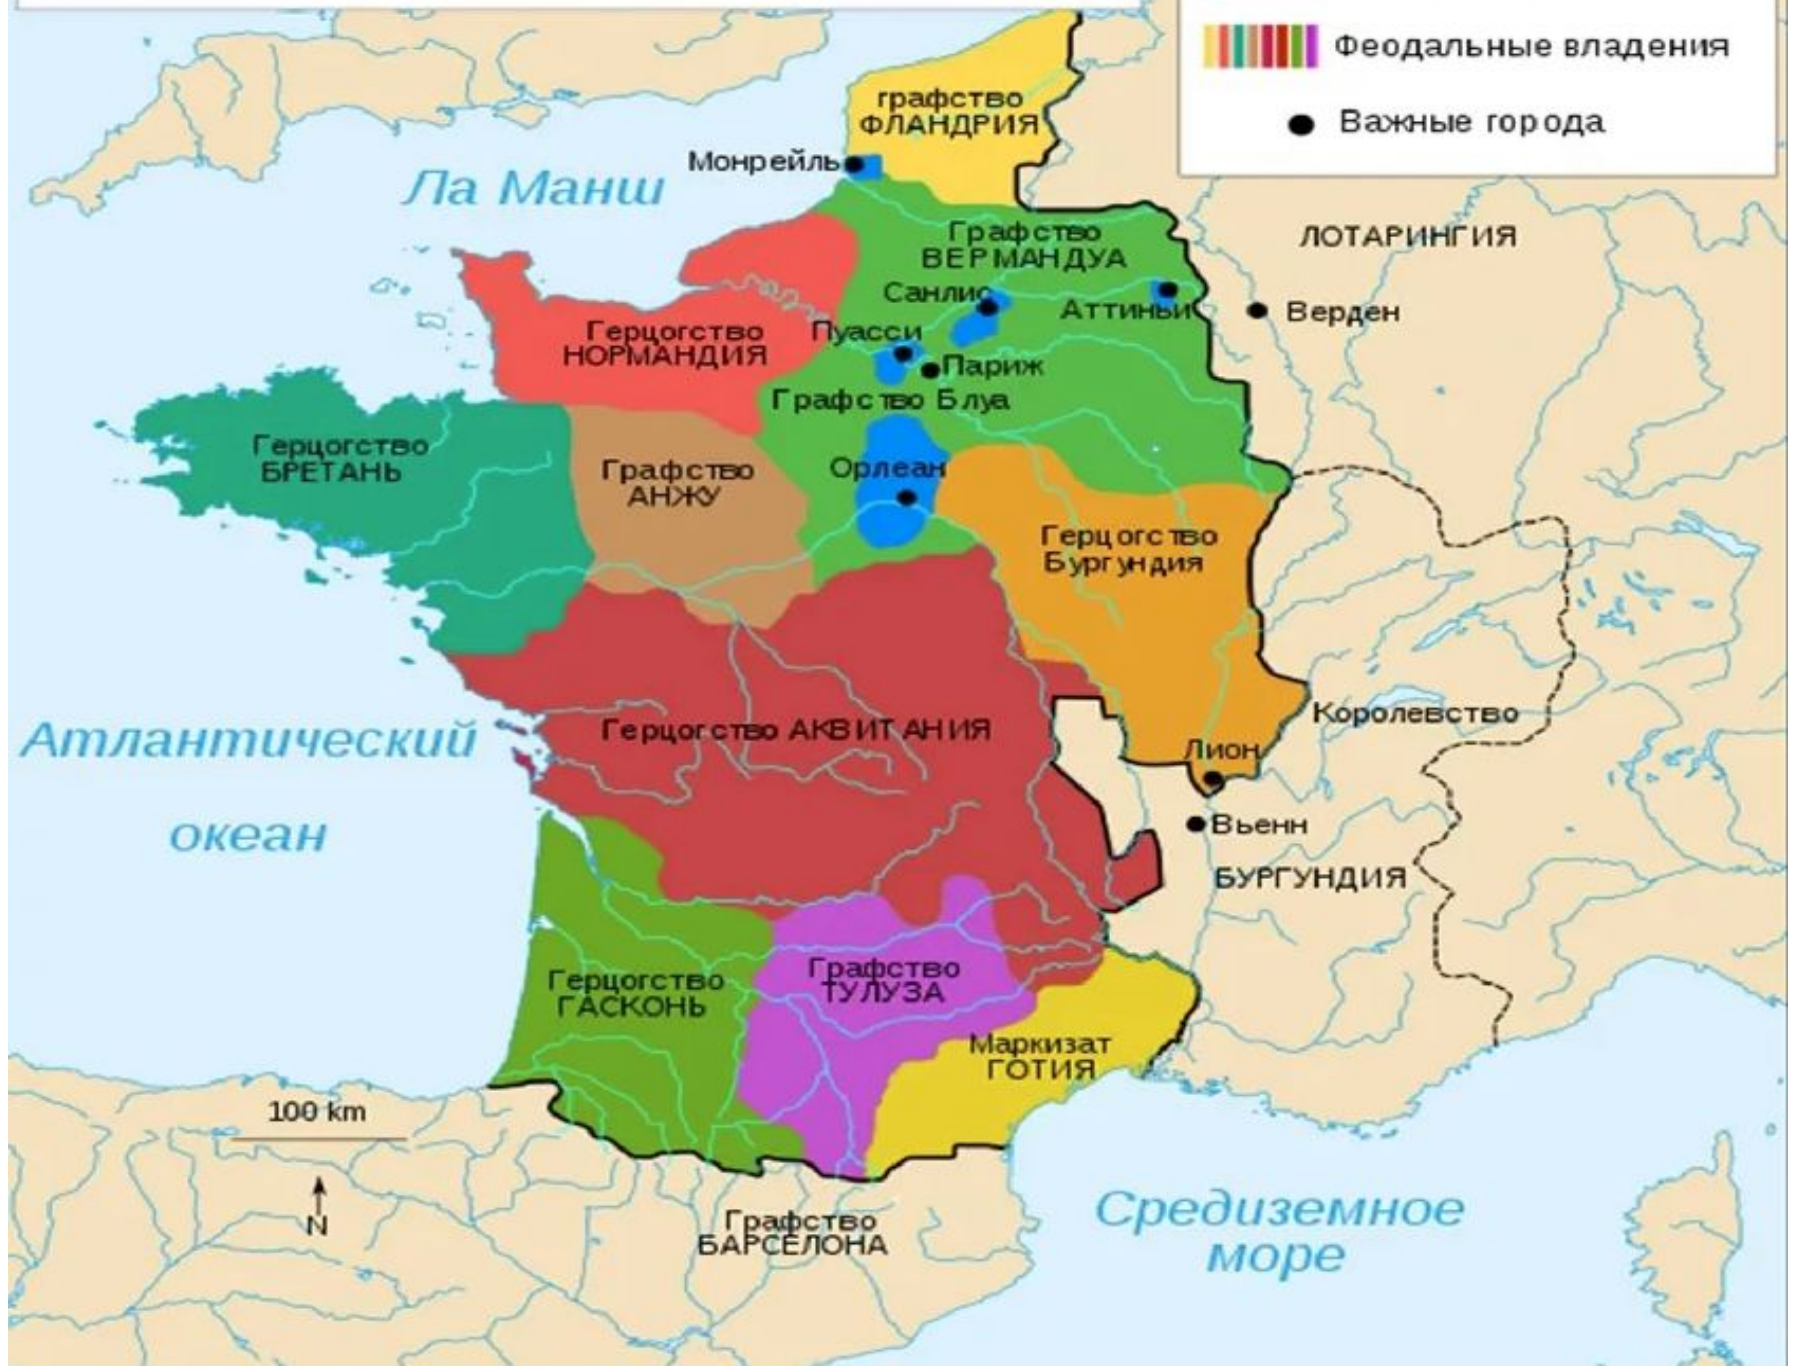 Феодальные владения
Важные города
графство
ФЛАНДРИЯ
Монрейль
Ла Манш
Графство
ВЕРМАНДУА
ЛОТАРИНГИЯ
Санлис
Аттиньи
Верден
Пуасси
Герцогство
НОРМАНДИЯ
Париж
Графство Блуа
Герцогство
БРЕТАНЬ
Графство
АНЖУ
Орлеан
Герцогство
Бургундия
Атлантический
океан
Герцогство АКВИТАНИЯ
Королевство
Лион
Вьенн
БУРГУНДИЯ
Герцогство
ГАСКОНЬ
Графство
ТУЛУЗА
Маркизат
ГОТИЯ
100 km
N
Графство
БАРСЕЛОНА
Средиземное
море